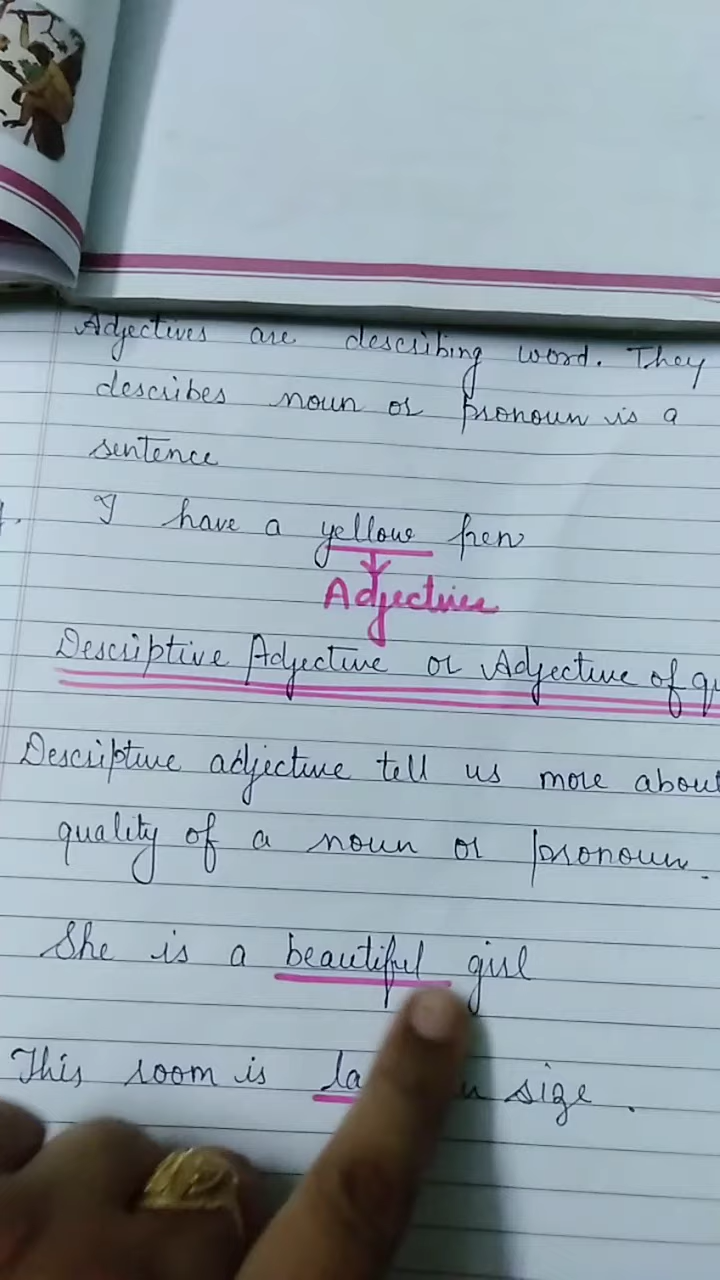 Adjectives are describing word. They
describes noun or pronoun is a
sentence
I have a yellow pen
Adjective
Descriptive Adjective or Adjective of
Descriptive adjective tell us more about
quality of a noun or pronoun.
She is a beautiful girl
This room is size.